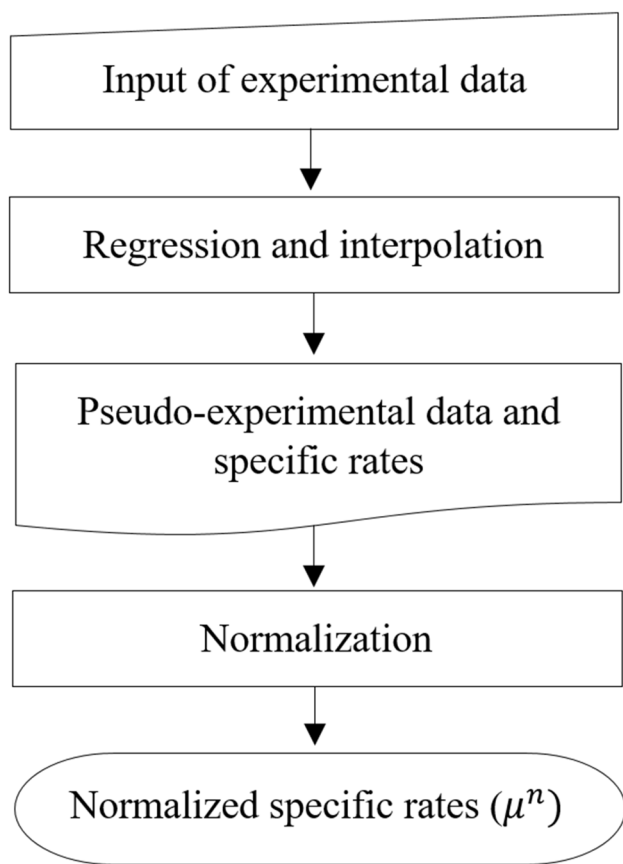 Input of experimental data
Regression and interpolation
Pseudo-experimental data and
specific rates
Normalization
Normalized specific rates (μⁿ)